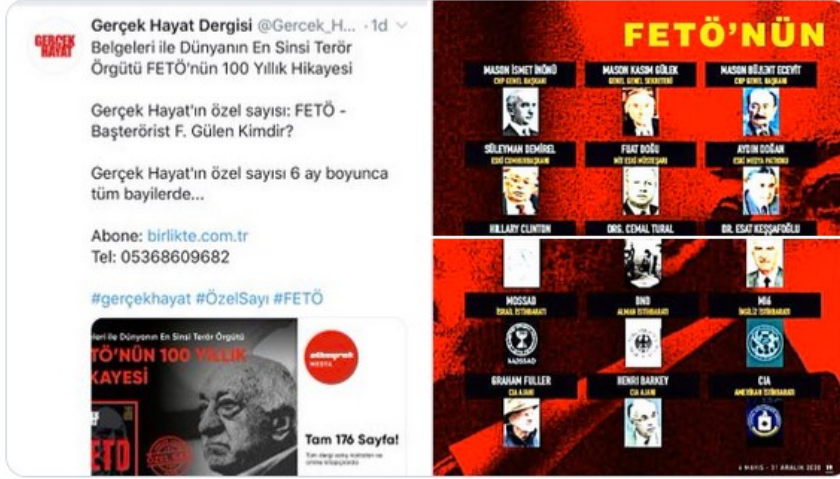 Gerçek Hayat Dergisi @Gercek_H... · 1d
Belgeleri ile Dünyanın En Sinsi Terör
Örgütü FETÖ'nün 100 Yıllık Hikayesi
Gerçek Hayat'ın özel sayısı: FETÖ -
Başterörist F. Gülen Kimdir?
Gerçek Hayat'ın özel sayısı 6 ay boyunca
tüm bayilerde...
Abone: birlikte.com.tr
Tel: 05368609682
#gerçekhayat #ÖzelSayı #FETÖ
GERÇEK
HAYAT
leri ile Dünyanın En Sinsi Terör Örgütü
TÖ'NÜN 100 YILLIK
KAYESİ
FETÖ
albayrak
MEDYA
Tam 176 Sayfa!
FETÖ'NÜN
MASON İSMET İNÖNÜ
CHP GENEL BAŞKANI
MASON KASIM GÜLEK
GENEL SEKRETERİ
MASON BÜLENT ECEVİT
CHP GENEL BAŞKANI
SÜLEYMAN DEMİREL
ESKİ CUMHURBAŞKANI
FUAT DOĞU
MİT ESKİ MÜSTEŞARI
AYDIN DOĞAN
ESKİ MEDYA PATRONU
HILLARY CLINTON
ORG. CEMAL TURAL
DR. ESAT KEŞŞAFOĞLU
MOSSAD
İSRAİL İSTİHBARATI
BND
ALMAN İSTİHBARATI
MI6
İNGİLİZ İSTİHBARATI
MOSSAD
GRAHAM FULLER
CIA AJANI
HENRI BARKEY
CIA AJANI
CIA
AMERİKAN İSTİHBARATI
6 MAYIS - 31 ARALIK 2020